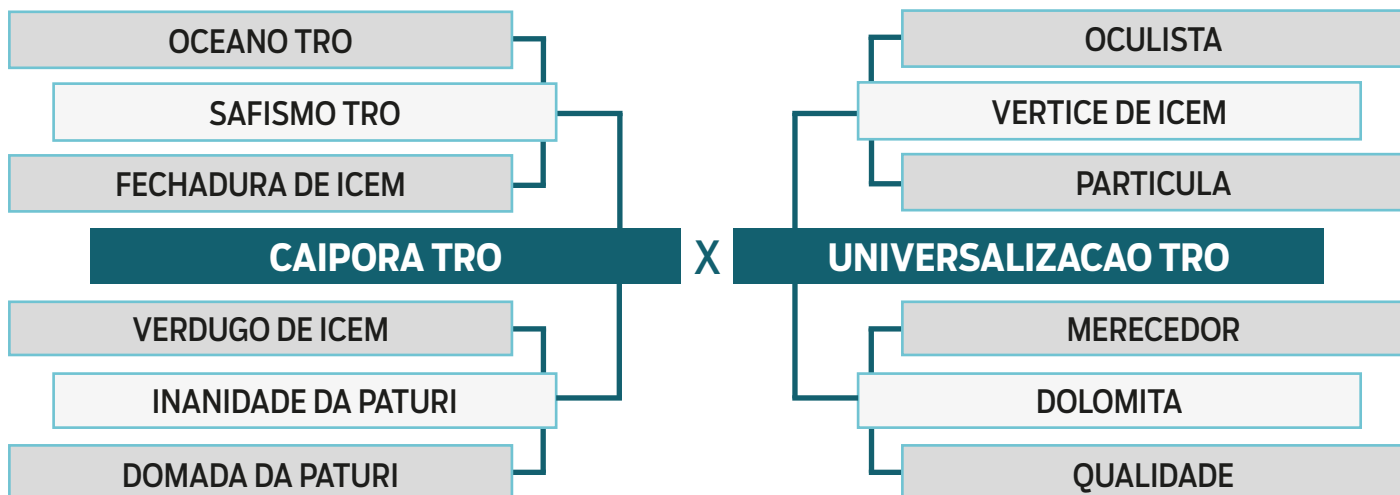 OCEANO TRO
SAFISMO TRO
FECHADURA DE ICEM
CAIPORA TRO
VERDUGO DE ICEM
INANIDADE DA PATURI
DOMADA DA PATURI
X
OCULISTA
VERTICE DE ICEM
PARTICULA
UNIVERSALIZACAO TRO
MERECEDOR
DOLOMITA
QUALIDADE